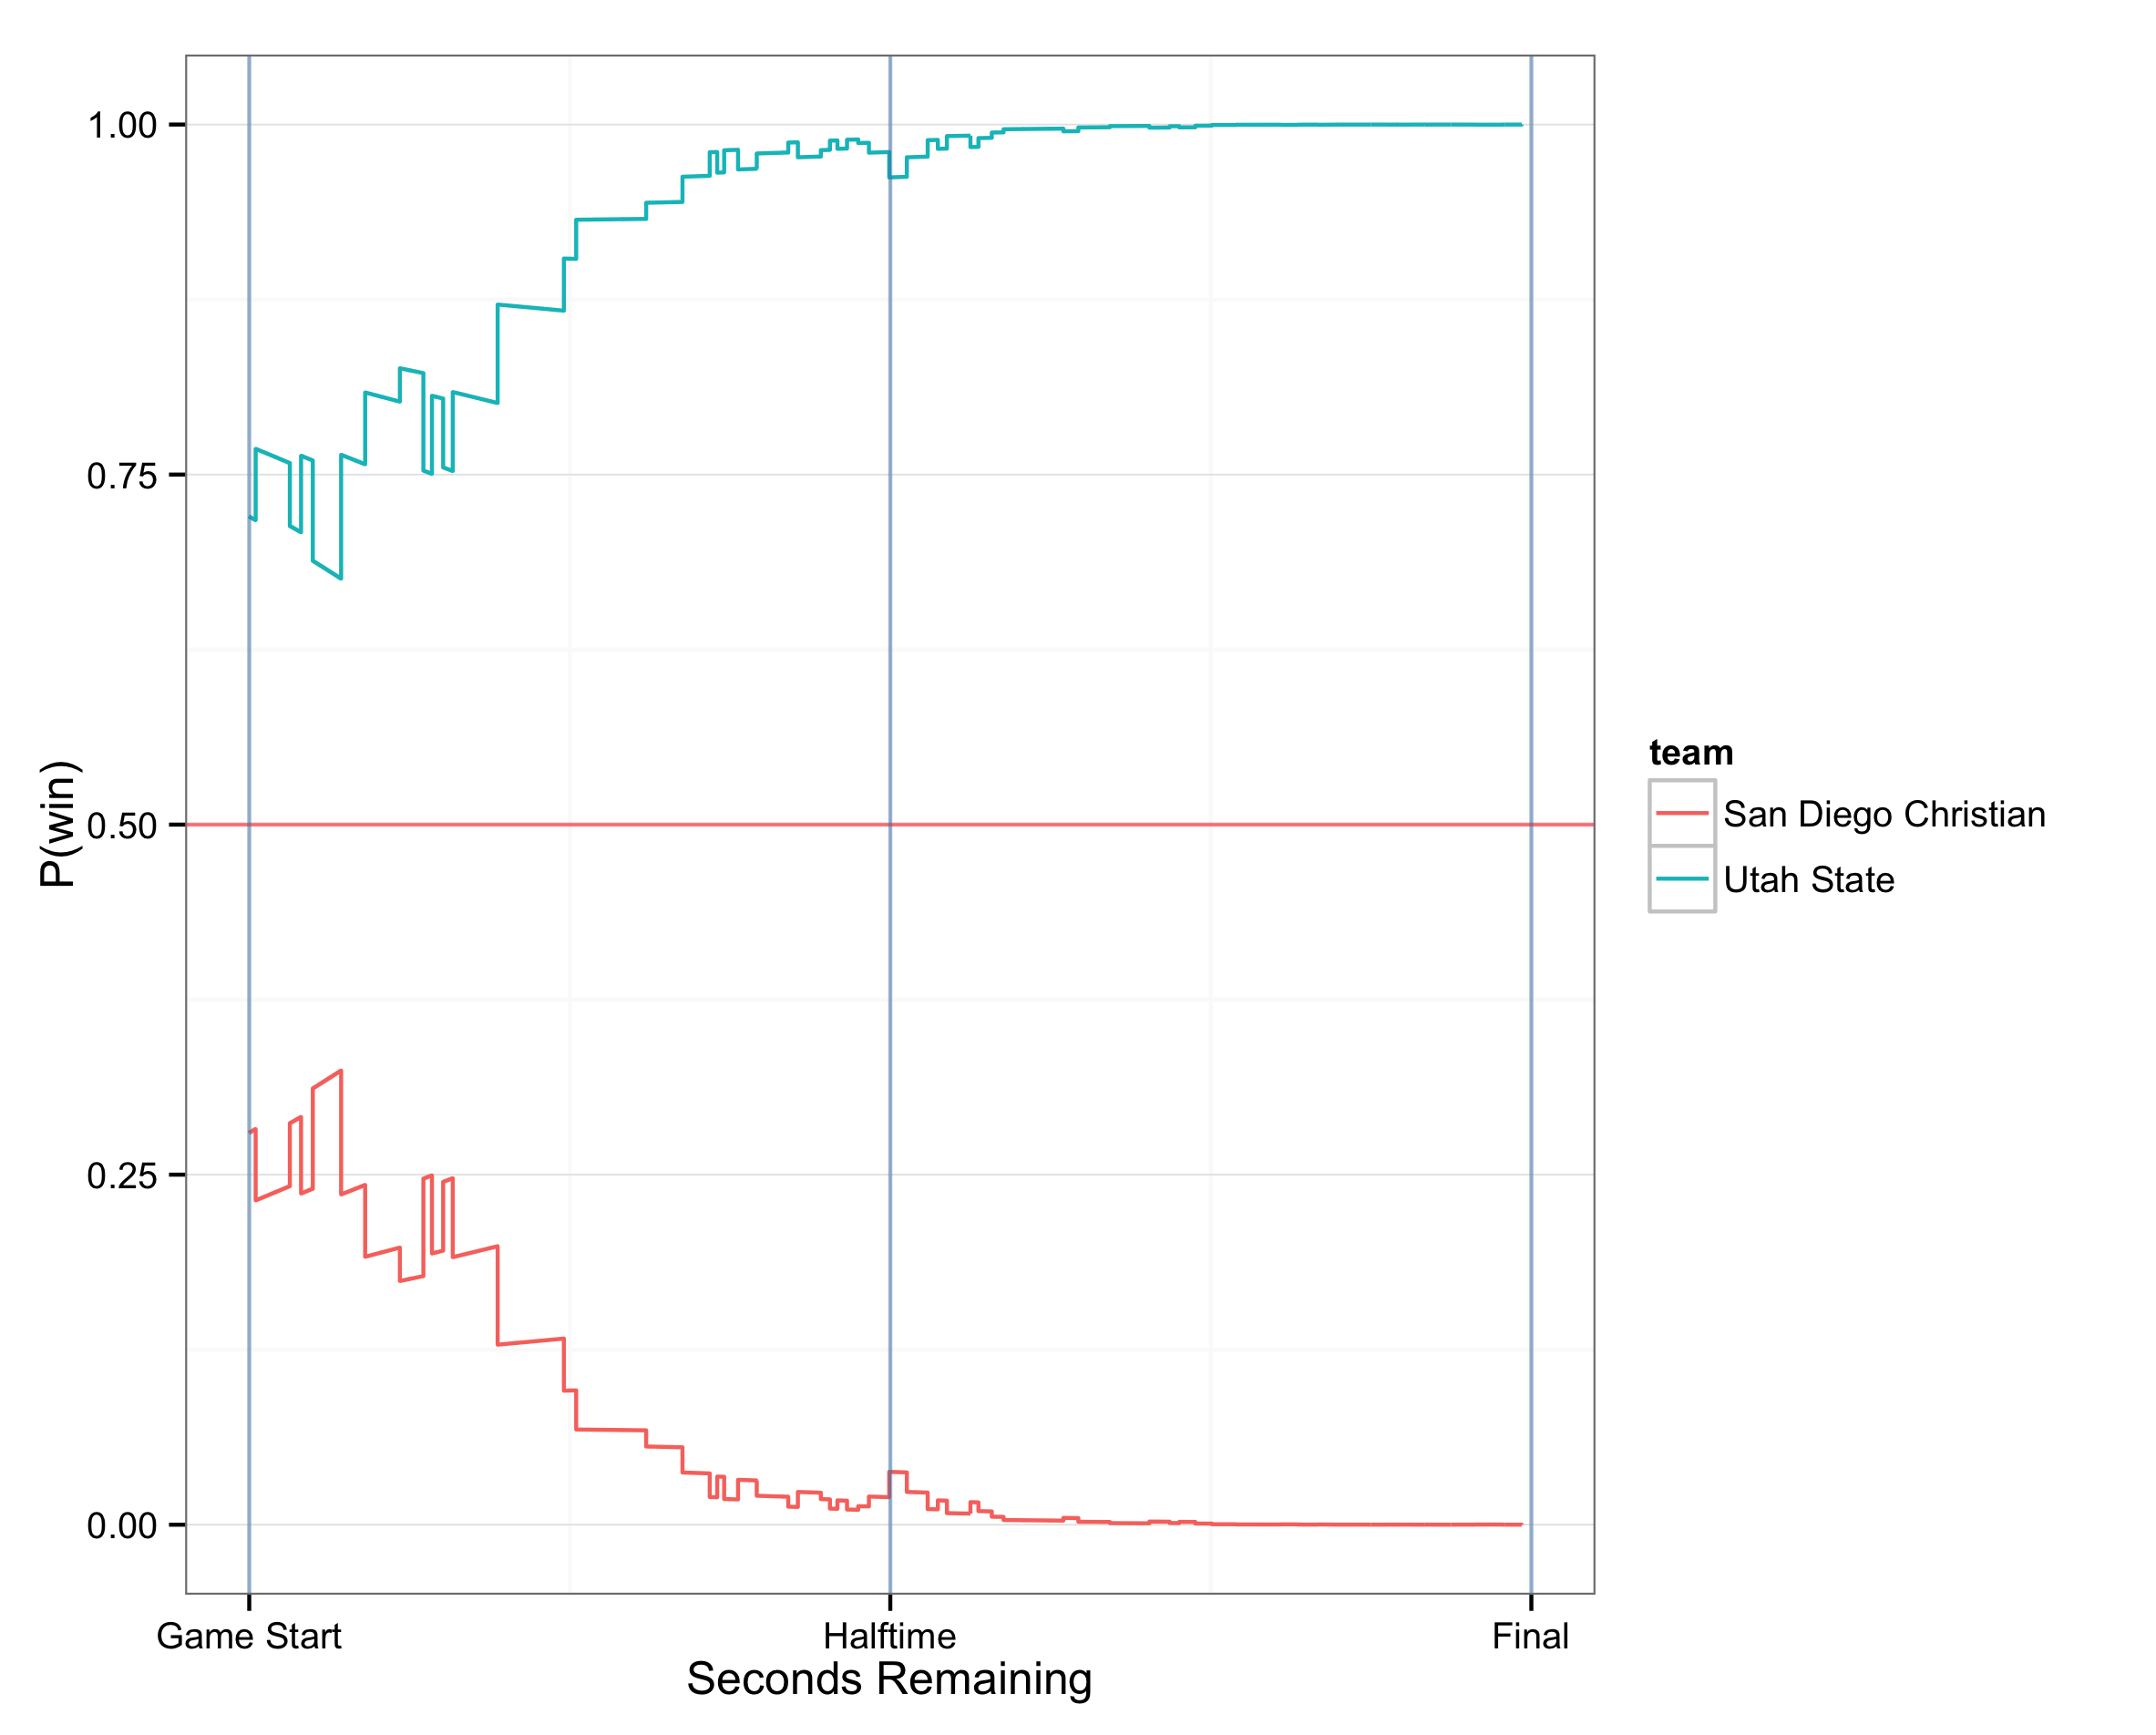 1.00
0.75
0.50
0.25
0.00
P(win)
Game Start
Halftime
Final
Seconds Remaining
team
San Diego Christian
Utah State